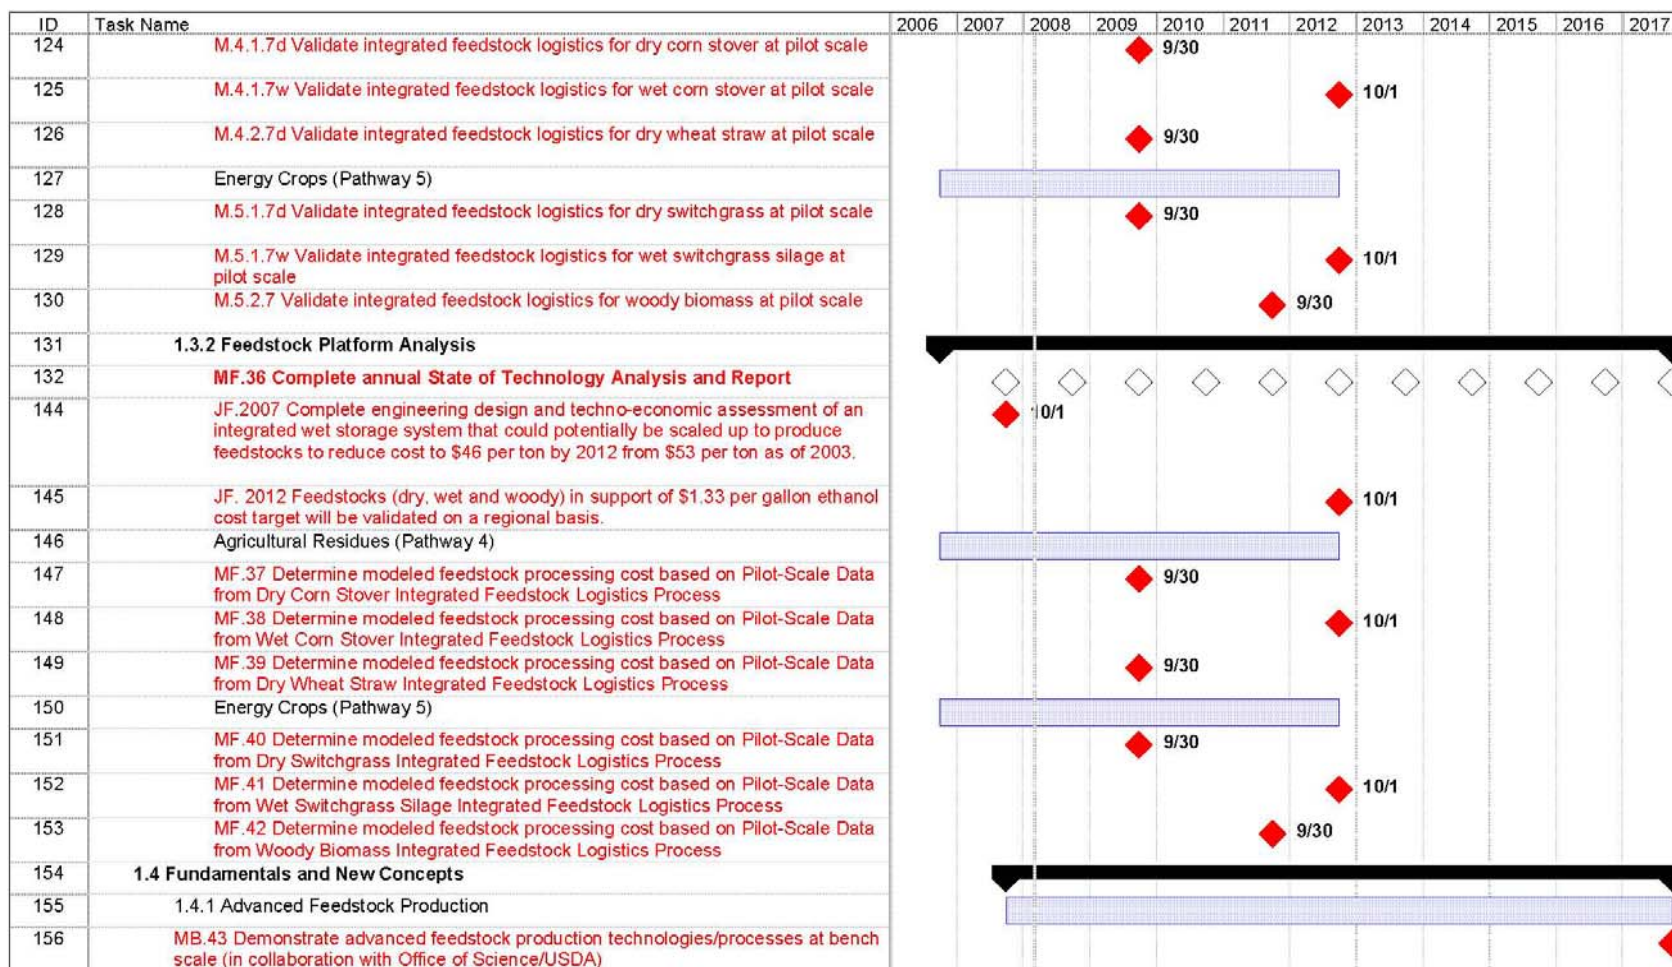 ID Task Name 2006 2007 2008 2009 2010 2011 2012 2013 2014 2015 2016 2017
124 M.4.1.7d Validate integrated feedstock logistics for dry corn stover at pilot scale 9/30
125 M.4.1.7w Validate integrated feedstock logistics for wet corn stover at pilot scale 10/1
126 M.4.2.7d Validate integrated feedstock logistics for dry wheat straw at pilot scale 9/30
127 Energy Crops (Pathway 5)
128 M.5.1.7d Validate integrated feedstock logistics for dry switchgrass at pilot scale 9/30
129 M.5.1.7w Validate integrated feedstock logistics for wet switchgrass silage at 10/1
pilot scale
130 M.5.2.7 Validate integrated feedstock logistics for woody biomass at pilot scale 9/30
131 1.3.2 Feedstock Platform Analysis
132 MF.36 Complete annual State of Technology Analysis and Report
144 JF.2007 Complete engineering design and techno-economic assessment of an 10/1
integrated wet storage system that could potentially be scaled up to produce
feedstocks to reduce cost to $46 per ton by 2012 from $53 per ton as of 2003.
145 JF. 2012 Feedstocks (dry, wet and woody) in support of $1.33 per gallon ethanol 10/1
cost target will be validated on a regional basis.
146 Agricultural Residues (Pathway 4)
147 MF.37 Determine modeled feedstock processing cost based on Pilot-Scale Data 9/30
from Dry Corn Stover Integrated Feedstock Logistics Process
148 MF.38 Determine modeled feedstock processing cost based on Pilot-Scale Data 10/1
from Wet Corn Stover Integrated Feedstock Logistics Process
149 MF.39 Determine modeled feedstock processing cost based on Pilot-Scale Data 9/30
from Dry Wheat Straw Integrated Feedstock Logistics Process
150 Energy Crops (Pathway 5)
151 MF.40 Determine modeled feedstock processing cost based on Pilot-Scale Data 9/30
from Dry Switchgrass Integrated Feedstock Logistics Process
152 MF.41 Determine modeled feedstock processing cost based on Pilot-Scale Data 10/1
from Wet Switchgrass Silage Integrated Feedstock Logistics Process
153 MF.42 Determine modeled feedstock processing cost based on Pilot-Scale Data 9/30
from Woody Biomass Integrated Feedstock Logistics Process
154 1.4 Fundamentals and New Concepts
155 1.4.1 Advanced Feedstock Production
156 MB.43 Demonstrate advanced feedstock production technologies/processes at bench
scale (in collaboration with Office of Science/USDA)